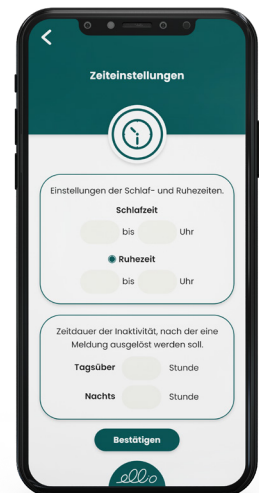 Zeiteinstellungen
Einstellungen der Schlaf- und Ruhezeiten.
Schlafzeit
bis Uhr
Ruhezeit
bis Uhr
Zeitdauer der Inaktivität, nach der eine
Meldung ausgelöst werden soll.
Tagsüber Stunde
Nachts Stunde
Bestätigen
ello